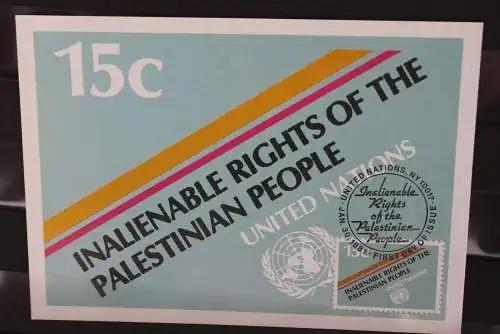 15c
INALIENABLE RIGHTS OF THE
PALESTINIAN PEOPLE
UNITED NATIONS
UNITED NATIONS, NY 10017
FIRST DAY OF ISSUE
Inalienable
Rights
of the
Palestinian
People
15c
INALIENABLE RIGHTS OF THE
PALESTINIAN PEOPLE